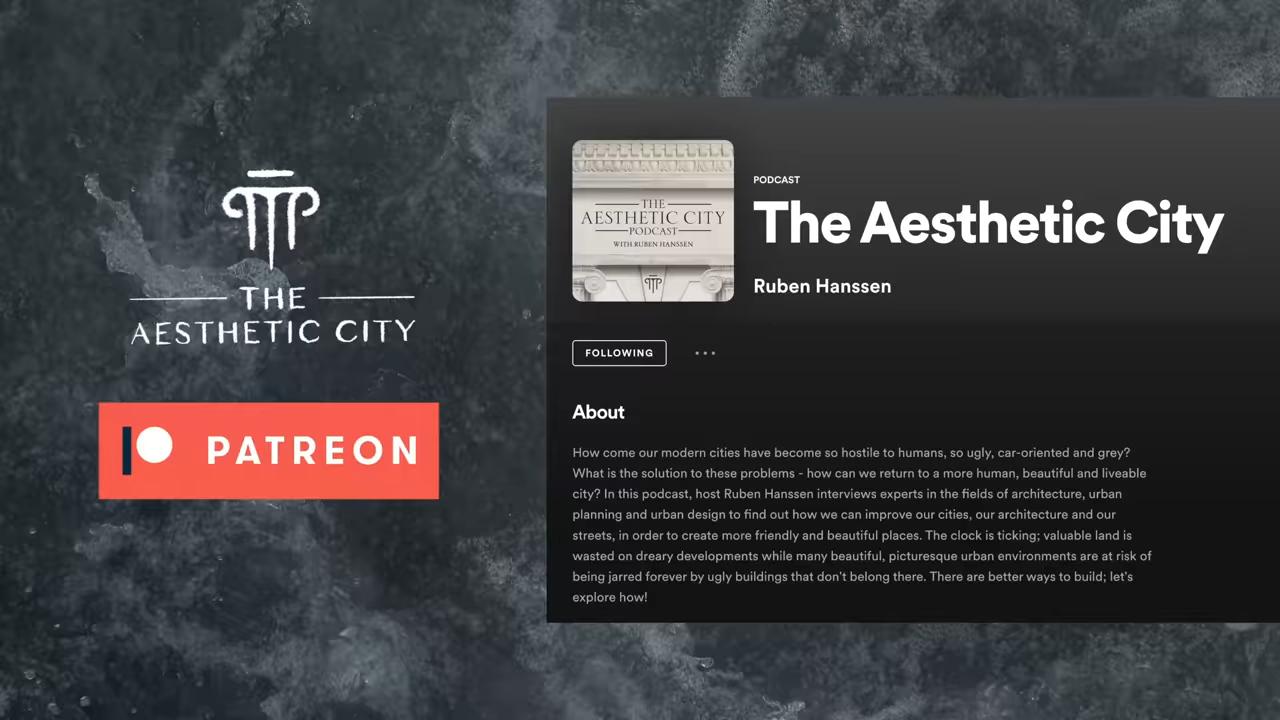 THE
AESTHETIC CITY
PATREON
THE
AESTHETIC CITY
PODCAST
WITH RUBEN HANSSEN
PODCAST
The Aesthetic City
Ruben Hanssen
FOLLOWING
About
How come our modern cities have become so hostile to humans, so ugly, car-oriented and grey?
What is the solution to these problems - how can we return to a more human, beautiful and liveable
city? In this podcast, host Ruben Hanssen interviews experts in the fields of architecture, urban
planning and urban design to find out how we can improve our cities, our architecture and our
streets, in order to create more friendly and beautiful places. The clock is ticking; valuable land is
wasted on dreary developments while many beautiful, picturesque urban environments are at risk of
being jarred forever by ugly buildings that don't belong there. There are better ways to build; let's
explore how!